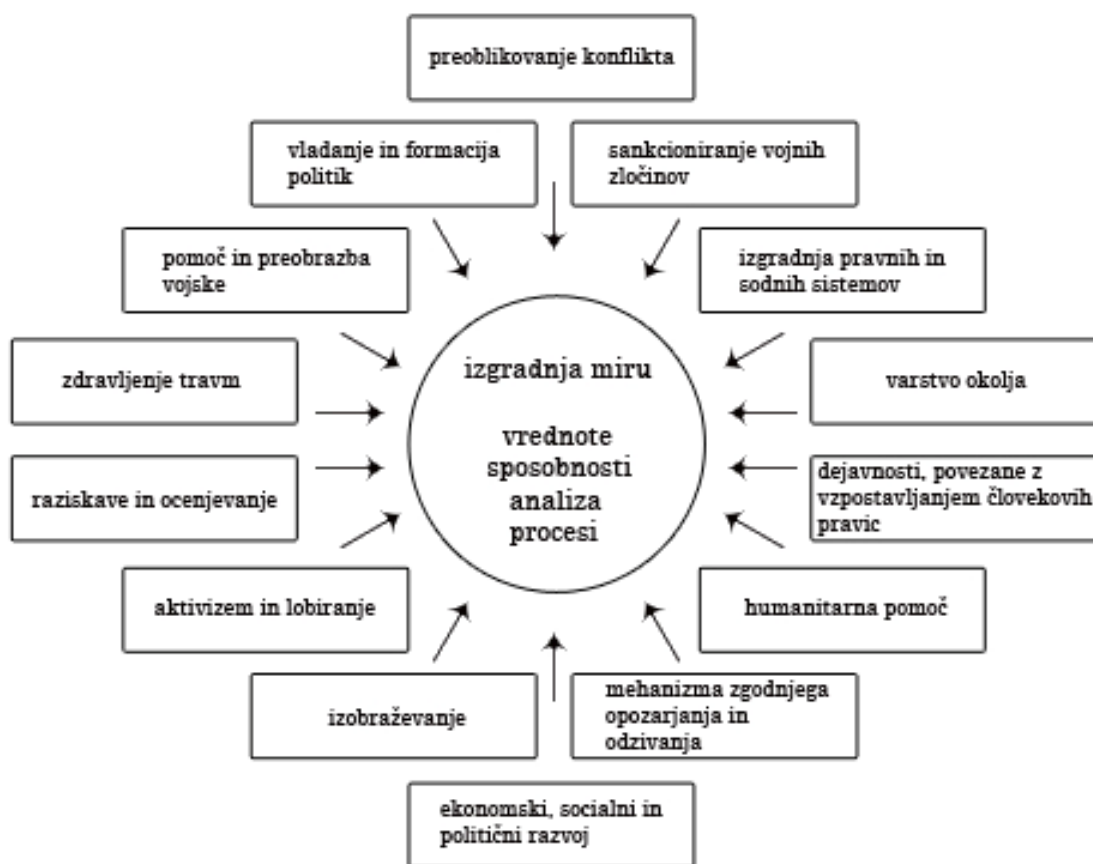 preoblikovanje konflikta
vladanje in formacija
politik
sankcioniranje vojnih
zločinov
pomoč in preobrazba
vojske
izgradnja pravnih in
sodnih sistemov
zdravljenje travm
varstvo okolja
izgradnja miru
vrednote
sposobnosti
analiza
procesi
raziskave in ocenjevanje
dejavnosti, povezane z
vzpostavljanjem človekovih
pravic
aktivizem in lobiranje
humanitarna pomoč
izobraževanje
mehanizma zgodnjega
opozarjanja in
odzivanja
ekonomski, socialni in
politični razvoj